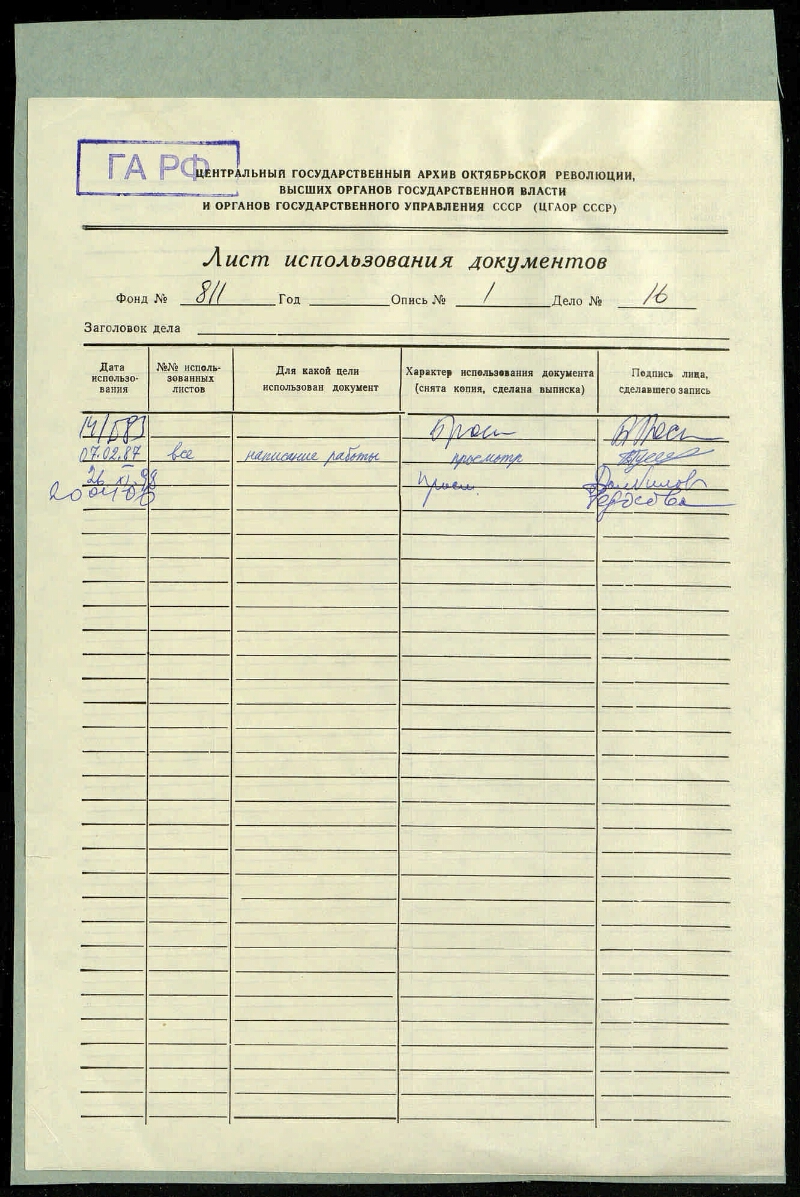 ГА РФ
ЦЕНТРАЛЬНЫЙ ГОСУДАРСТВЕННЫЙ АРХИВ ОКТЯБРЬСКОЙ РЕВОЛЮЦИИ,
ВЫСШИХ ОРГАНОВ ГОСУДАРСТВЕННОЙ ВЛАСТИ
И ОРГАНОВ ГОСУДАРСТВЕННОГО УПРАВЛЕНИЯ СССР (ЦГАОР СССР)
Лист использования документов
Фонд № 811 Год Опись № 1 Дело № 16
Заголовок дела
Дата использо-вания
№№ исполь-зованных листов
Для какой цели использован документ
Характер использования документа (снята копия, сделана выписка)
Подпись лица, сделавшего запись
07.02.87 все написание работы просмотр